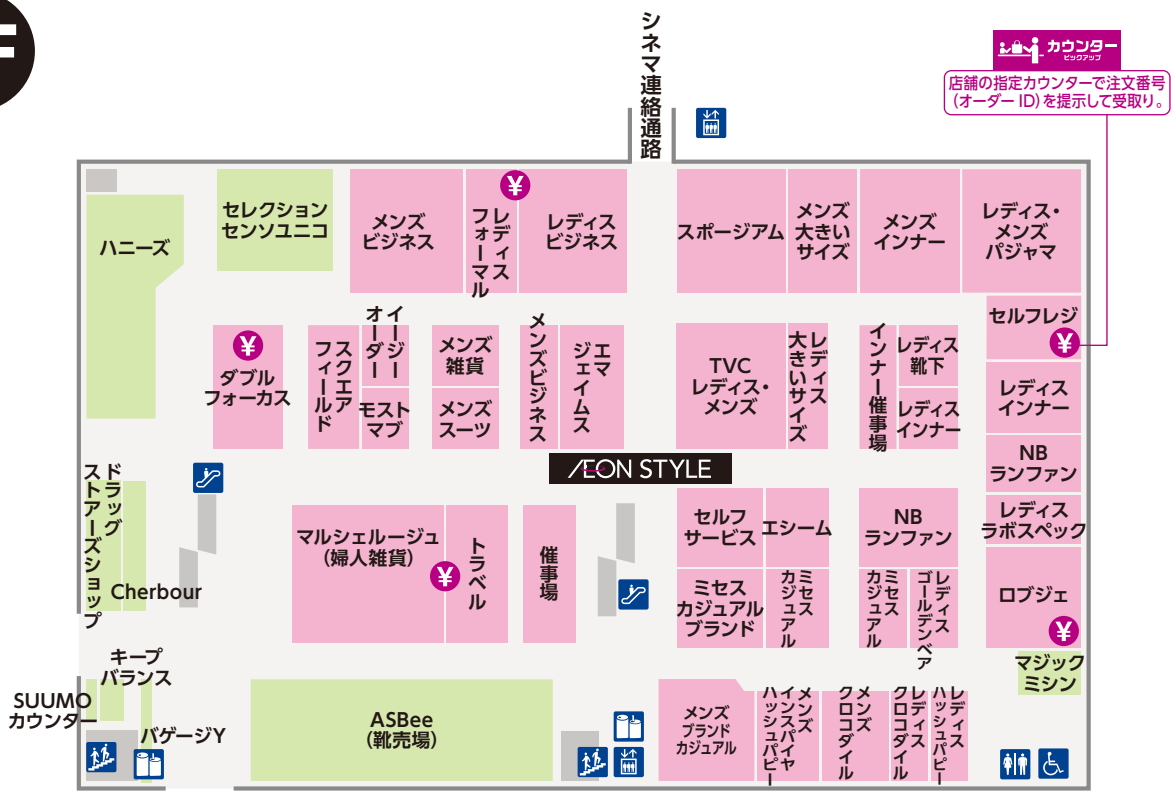 F
シネマ連絡通路
カウンター
ピックアップ
店舗の指定カウンターで注文番号
(オーダーID)を提示して受取り。
ハニーズ
セレクション
センソユニコ
メンズ
ビジネス
レディス
フォーマル
¥
レディス
ビジネス
スポージアム
メンズ
大きい
サイズ
メンズ
インナー
レディス・
メンズ
パジャマ
¥
ダブル
フォーカス
スクエア
フィールド
イージー
オーダー
モスト
マブ
メンズ
雑貨
メンズ
スーツ
メンズビジネス
エマ
ジェイムス
TVC
レディス・
メンズ
レディス
大きいサイズ
インナー催事場
レディス
靴下
レディス
インナー
セルフレジ
¥
レディス
インナー
NB
ランファン
レディス
ラボスペック
ロブジェ
¥
マジック
ミシン
ÆON STYLE
ドラッグ
ストアーズショップ
Cherbour
マルシェルージュ
(婦人雑貨)
¥
トラベル
催事場
セルフ
サービス
エシーム
ミセス
カジュアル
ブランド
ミセス
カジュアル
NB
ランファン
ミセス
カジュアル
レディス
ゴールデンベア
キープ
バランス
SUUMO
カウンター
バゲージY
ASBee
(靴売場)
メンズ
ブランド
カジュアル
メンズ
インスパイヤ
ハッシュパピー
メンズ
クロコダイル
レディス
クロコダイル
レディス
ハッシュパピー